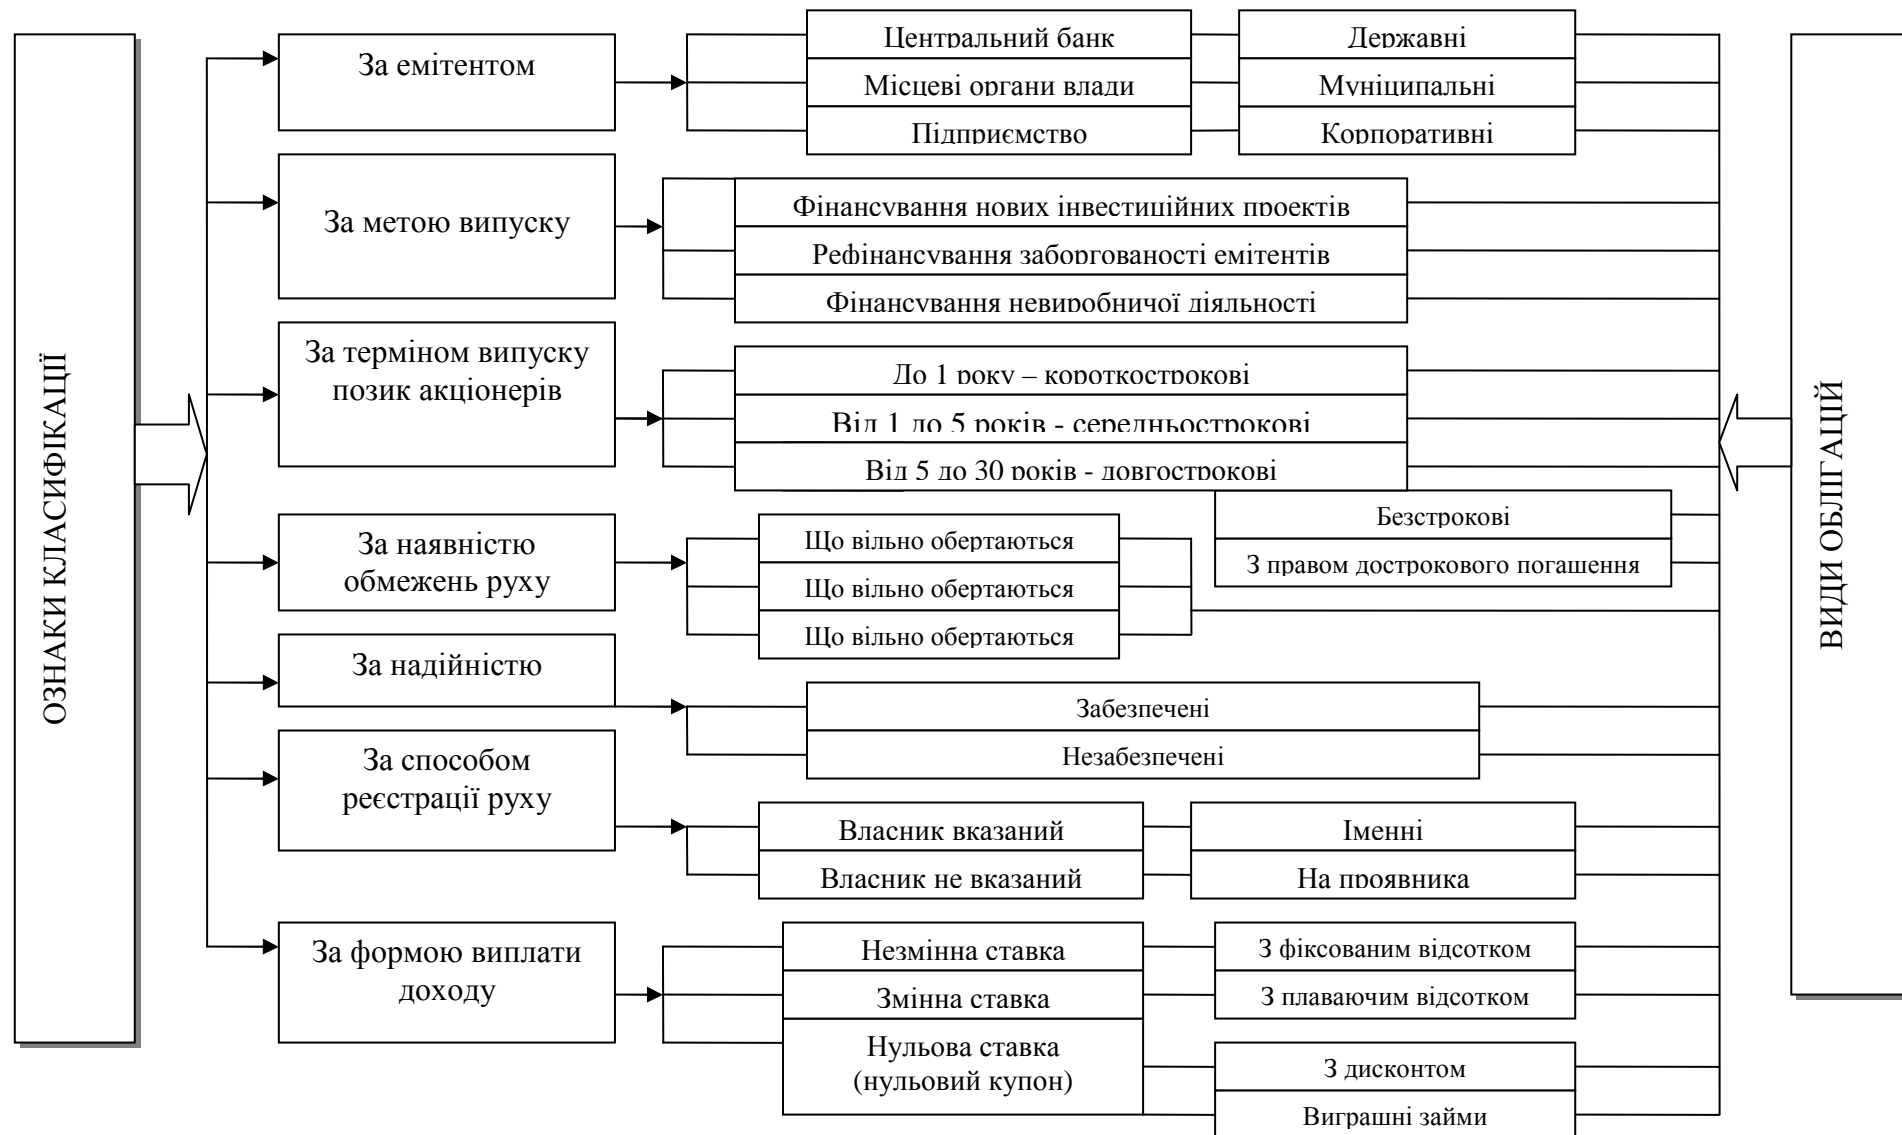 ОЗНАКИ КЛАСИФІКАЦІЇ
За емітентом
Центральний банк
Державні
Місцеві органи влади
Муніципальні
Підприємство
Корпоративні
За метою випуску
Фінансування нових інвестиційних проектів
Рефінансування заборгованості емітентів
Фінансування невиробничої діяльності
За терміном випуску
позик акціонерів
До 1 року – короткострокові
Від 1 до 5 років - середньострокові
Від 5 до 30 років - довгострокові
Безстрокові
З правом дострокового погашення
За наявністю
обмежень руху
Що вільно обертаються
Що вільно обертаються
Що вільно обертаються
За надійністю
Забезпечені
Незабезпечені
За способом
реєстрації руху
Власник вказаний
Іменні
Власник не вказаний
На проявника
За формою виплати
доходу
Незмінна ставка
З фіксованим відсотком
Змінна ставка
З плаваючим відсотком
Нульова ставка
(нульовий купон)
З дисконтом
Виграшні займи
ВИДИ ОБЛІГАЦІЙ